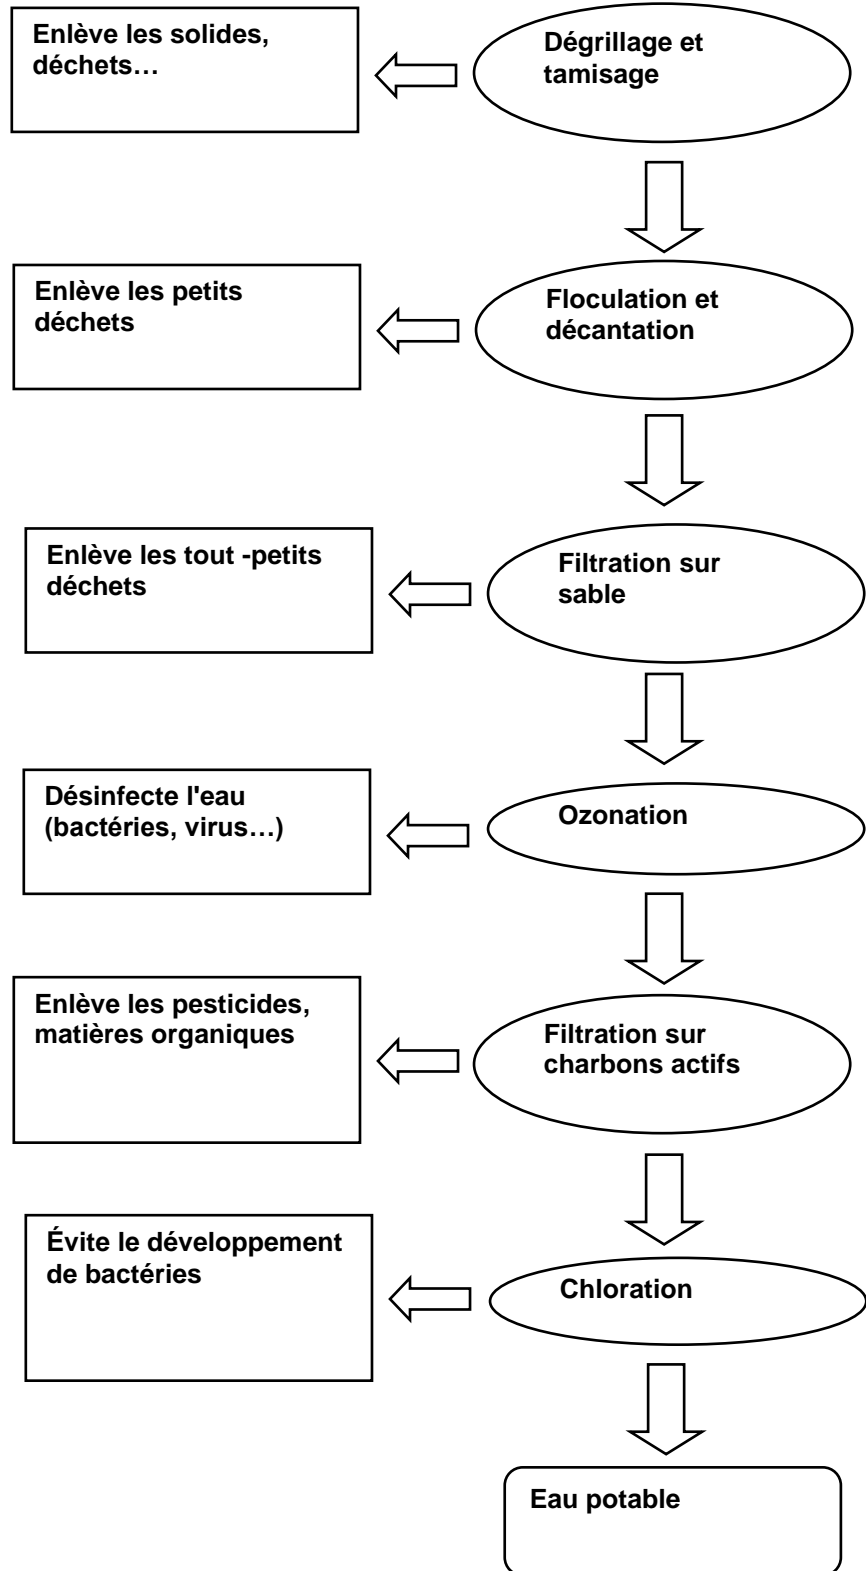 Enlève les solides,
déchets…
Dégrillage et
tamisage
Enlève les petits
déchets
Floculation et
décantation
Enlève les tout -petits
déchets
Filtration sur
sable
Désinfecte l'eau
(bactéries, virus…)
Ozonation
Enlève les pesticides,
matières organiques
Filtration sur
charbons actifs
Évite le développement
de bactéries
Chloration
Eau potable